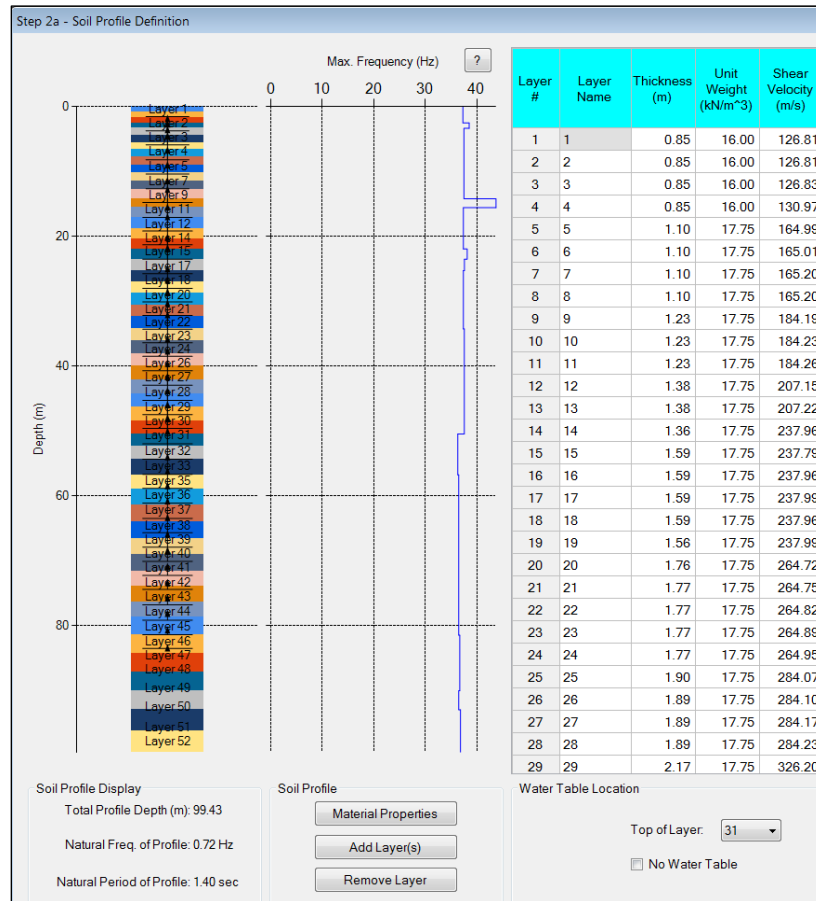 Step 2a - Soil Profile Definition
Max. Frequency (Hz) ?
0 10 20 30 40
0
20
40
60
80
Depth (m)
Layer 1
Layer 2
Layer 3
Layer 4
Layer 5
Layer 7
Layer 9
Layer 11
Layer 12
Layer 14
Layer 15
Layer 17
Layer 18
Layer 20
Layer 21
Layer 22
Layer 23
Layer 24
Layer 26
Layer 27
Layer 28
Layer 29
Layer 30
Layer 31
Layer 32
Layer 33
Layer 35
Layer 36
Layer 37
Layer 38
Layer 39
Layer 40
Layer 41
Layer 42
Layer 43
Layer 44
Layer 45
Layer 46
Layer 47
Layer 48
Layer 49
Layer 50
Layer 51
Layer 52
Layer # Layer Name Thickness (m) Unit Weight (kN/m^3) Shear Velocity (m/s)
1 1 0.85 16.00 126.81
2 2 0.85 16.00 126.81
3 3 0.85 16.00 126.83
4 4 0.85 16.00 130.97
5 5 1.10 17.75 164.99
6 6 1.10 17.75 165.01
7 7 1.10 17.75 165.20
8 8 1.10 17.75 165.20
9 9 1.23 17.75 184.19
10 10 1.23 17.75 184.23
11 11 1.23 17.75 184.26
12 12 1.38 17.75 207.15
13 13 1.38 17.75 207.22
14 14 1.36 17.75 237.96
15 15 1.59 17.75 237.79
16 16 1.59 17.75 237.96
17 17 1.59 17.75 237.99
18 18 1.59 17.75 237.96
19 19 1.56 17.75 237.99
20 20 1.76 17.75 264.72
21 21 1.77 17.75 264.75
22 22 1.77 17.75 264.82
23 23 1.77 17.75 264.89
24 24 1.77 17.75 264.95
25 25 1.90 17.75 284.07
26 26 1.89 17.75 284.10
27 27 1.89 17.75 284.17
28 28 1.89 17.75 284.23
29 29 2.17 17.75 326.20
Soil Profile Display
Total Profile Depth (m): 99.43
Natural Freq. of Profile: 0.72 Hz
Natural Period of Profile: 1.40 sec
Soil Profile
Material Properties
Add Layer(s)
Remove Layer
Water Table Location
Top of Layer: 31
No Water Table